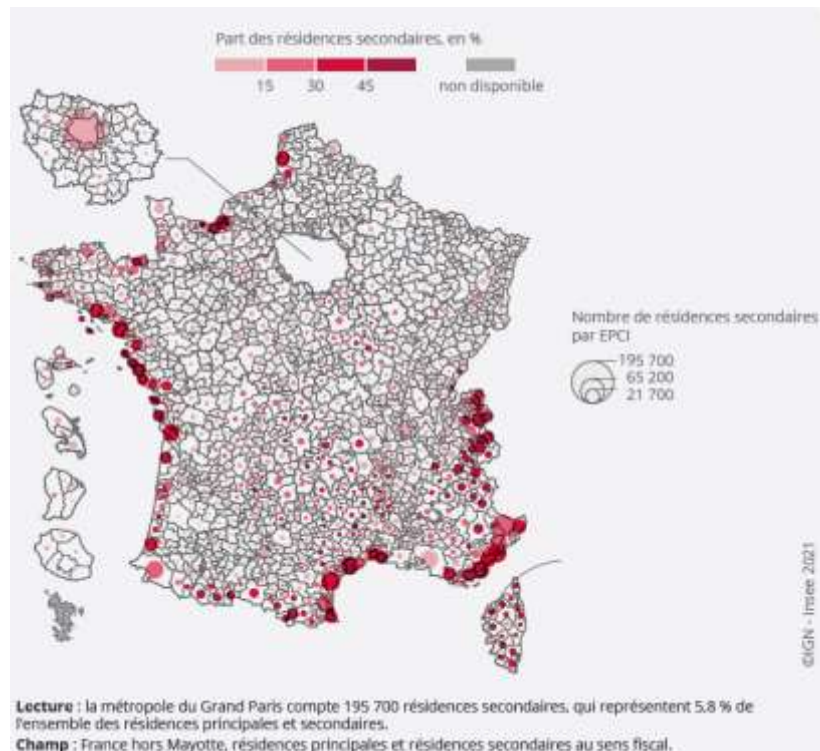 Part des résidences secondaires, en %
15 30 45 non disponible
Nombre de résidences secondaires
par EPCI
195 700
65 200
21 700
©IGN - Insee 2021
Lecture : la métropole du Grand Paris compte 195 700 résidences secondaires, qui représentent 5,8 % de
l'ensemble des résidences principales et secondaires.
Champ : France hors Mayotte, résidences principales et résidences secondaires au sens fiscal.